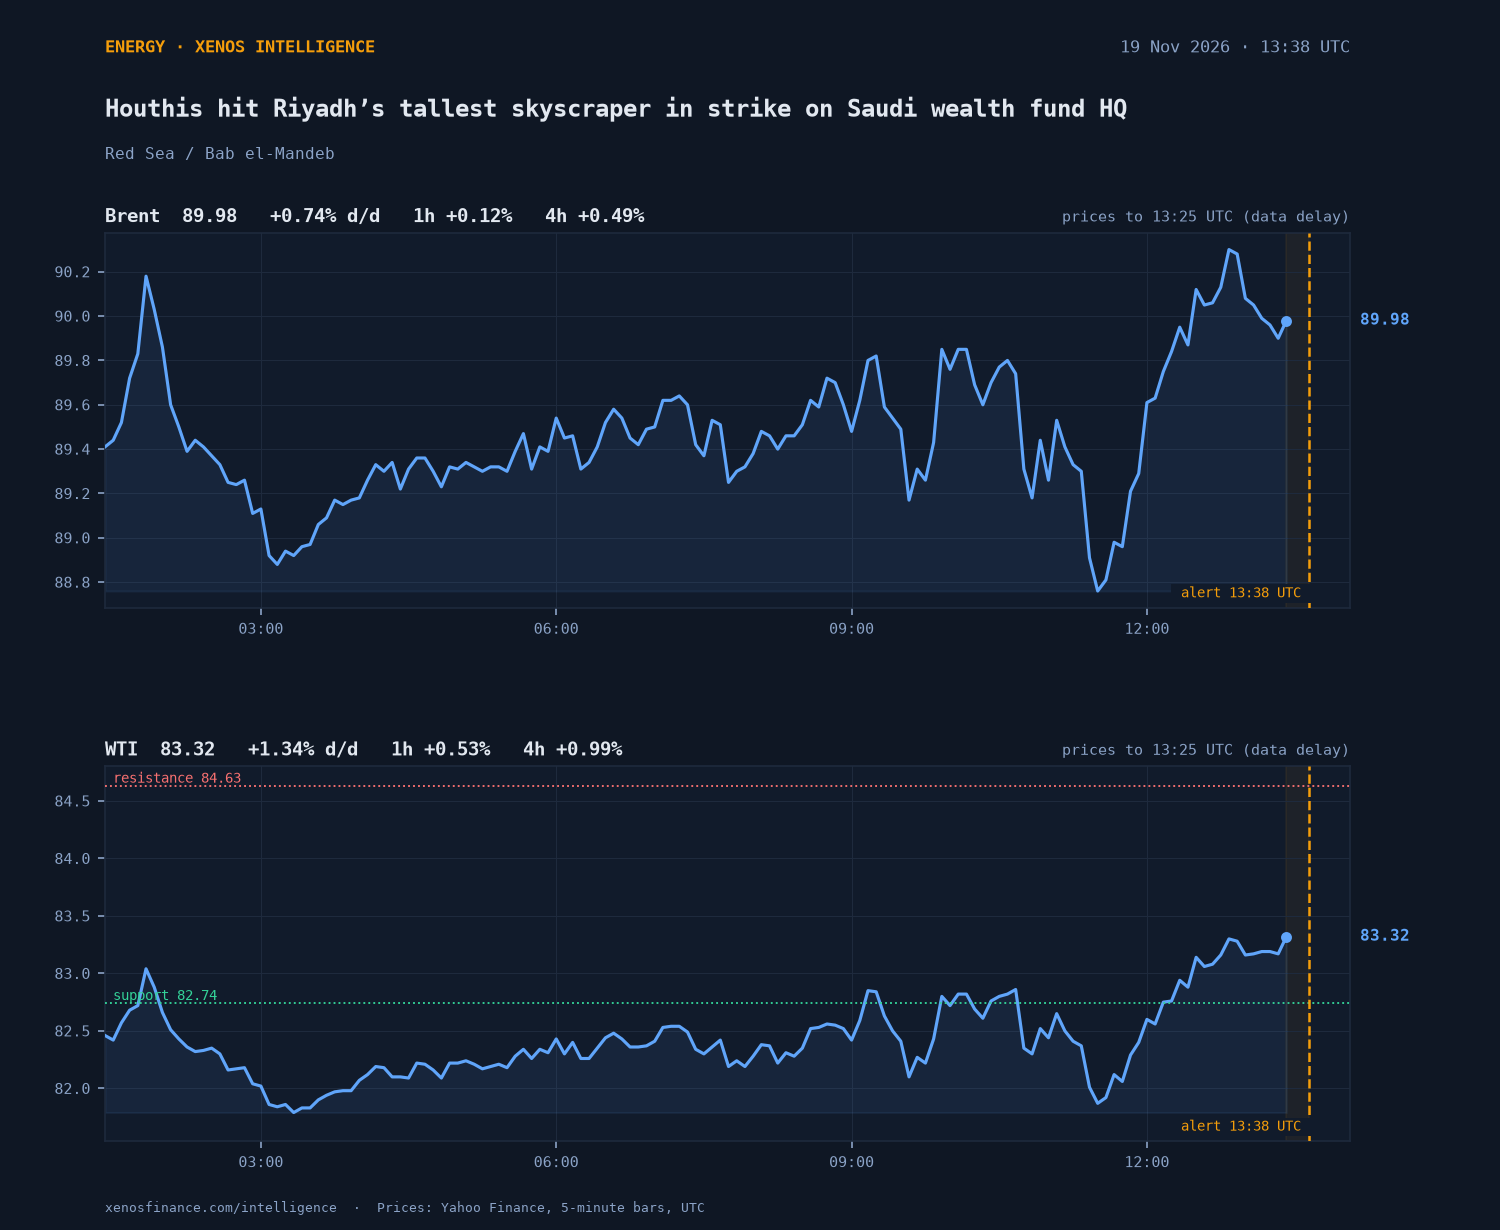 ENERGY · XENOS INTELLIGENCE
19 Nov 2026 · 13:38 UTC
Houthis hit Riyadh’s tallest skyscraper in strike on Saudi wealth fund HQ
Red Sea / Bab el-Mandeb
Brent 89.98 +0.74% d/d 1h +0.12% 4h +0.49%
prices to 13:25 UTC (data delay)
90.2
90.0
89.98
89.8
89.6
89.4
89.2
89.0
88.8
alert 13:38 UTC
03:00 06:00 09:00 12:00
WTI 83.32 +1.34% d/d 1h +0.53% 4h +0.99%
prices to 13:25 UTC (data delay)
resistance 84.63
84.5
84.0
83.5
83.32
83.0
support 82.74
82.5
82.0
alert 13:38 UTC
03:00 06:00 09:00 12:00
xenosfinance.com/intelligence · Prices: Yahoo Finance, 5-minute bars, UTC